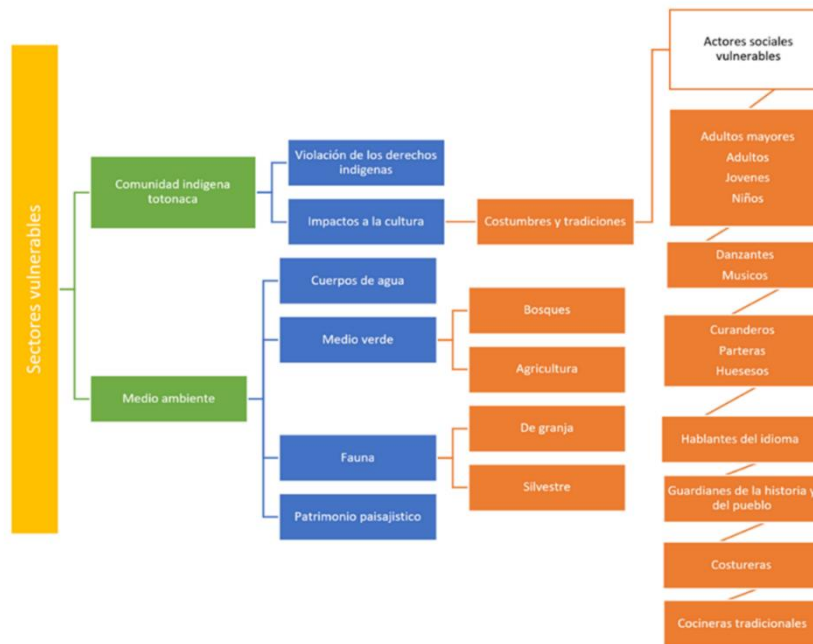 Sectores vulnerables
Comunidad indigena
totonaca
Violación de los derechos
indigenas
Impactos a la cultura
Costumbres y tradiciones
Actores sociales
vulnerables
Adultos mayores
Adultos
Jovenes
Niños
Danzantes
Musicos
Curanderos
Parteras
Huesesos
Hablantes del idioma
Guardianes de la historia y
del pueblo
Costureras
Cocineras tradicionales
Medio ambiente
Cuerpos de agua
Medio verde
Bosques
Agricultura
Fauna
De granja
Silvestre
Patrimonio paisajistico